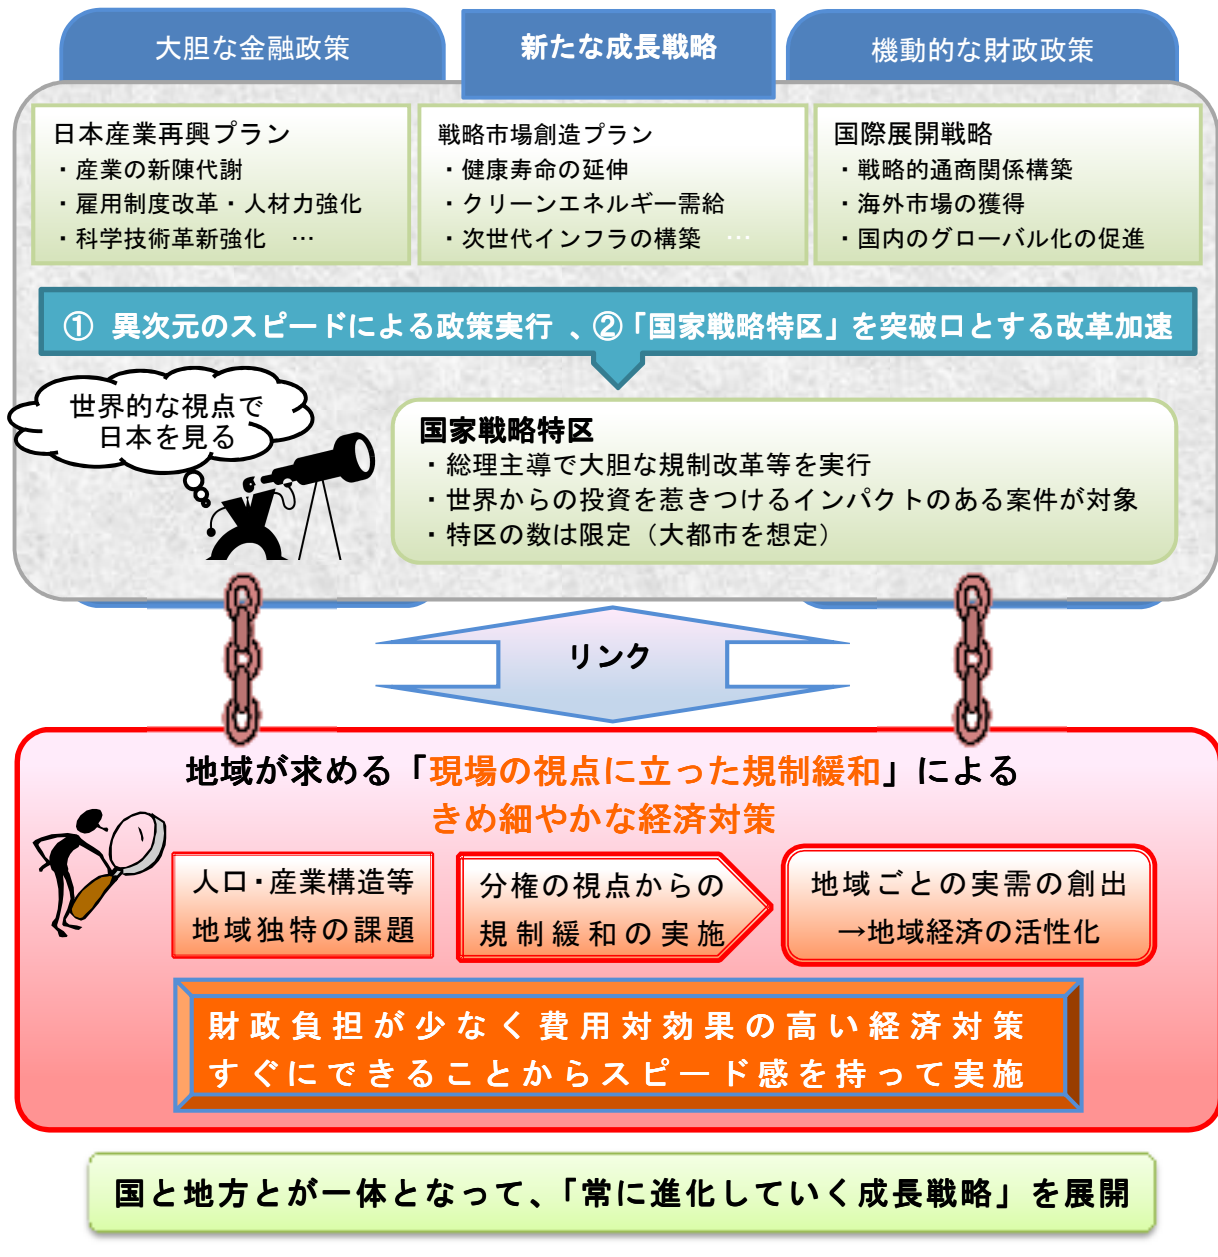 大胆な金融政策
新たな成長戦略
機動的な財政政策
日本産業再興プラン
・産業の新陳代謝
・雇用制度改革・人材力強化
・科学技術革新強化　…
戦略市場創造プラン
・健康寿命の延伸
・クリーンエネルギー需給
・次世代インフラの構築　…
国際展開戦略
・戦略的通商関係構築
・海外市場の獲得
・国内のグローバル化の促進
①　異次元のスピードによる政策実行 、②「国家戦略特区」を突破口とする改革加速
世界的な視点で
日本を見る
国家戦略特区
・総理主導で大胆な規制改革等を実行
・世界からの投資を惹きつけるインパクトのある案件が対象
・特区の数は限定（大都市を想定）
リンク
地域が求める「現場の視点に立った規制緩和」による
きめ細やかな経済対策
人口・産業構造等
地域独特の課題
分権の視点からの
規制緩和の実施
地域ごとの実需の創出
→地域経済の活性化
財政負担が少なく費用対効果の高い経済対策
すぐにできることからスピード感を持って実施
国と地方とが一体となって、「常に進化していく成長戦略」を展開